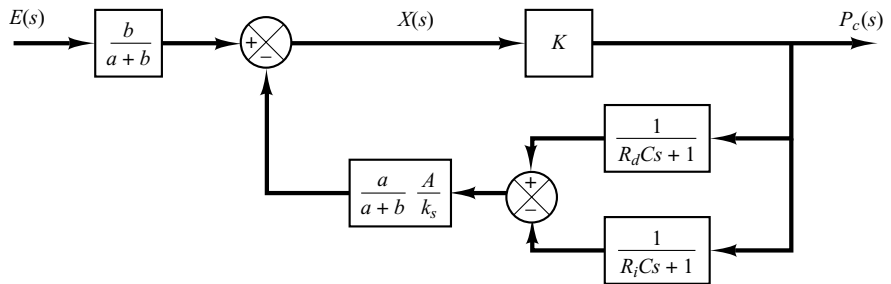 E(s)
b
a + b
+
−
X(s)
K
P_c(s)
1
R_dCs + 1
a
a + b
A
k_s
+
−
1
R_iCs + 1